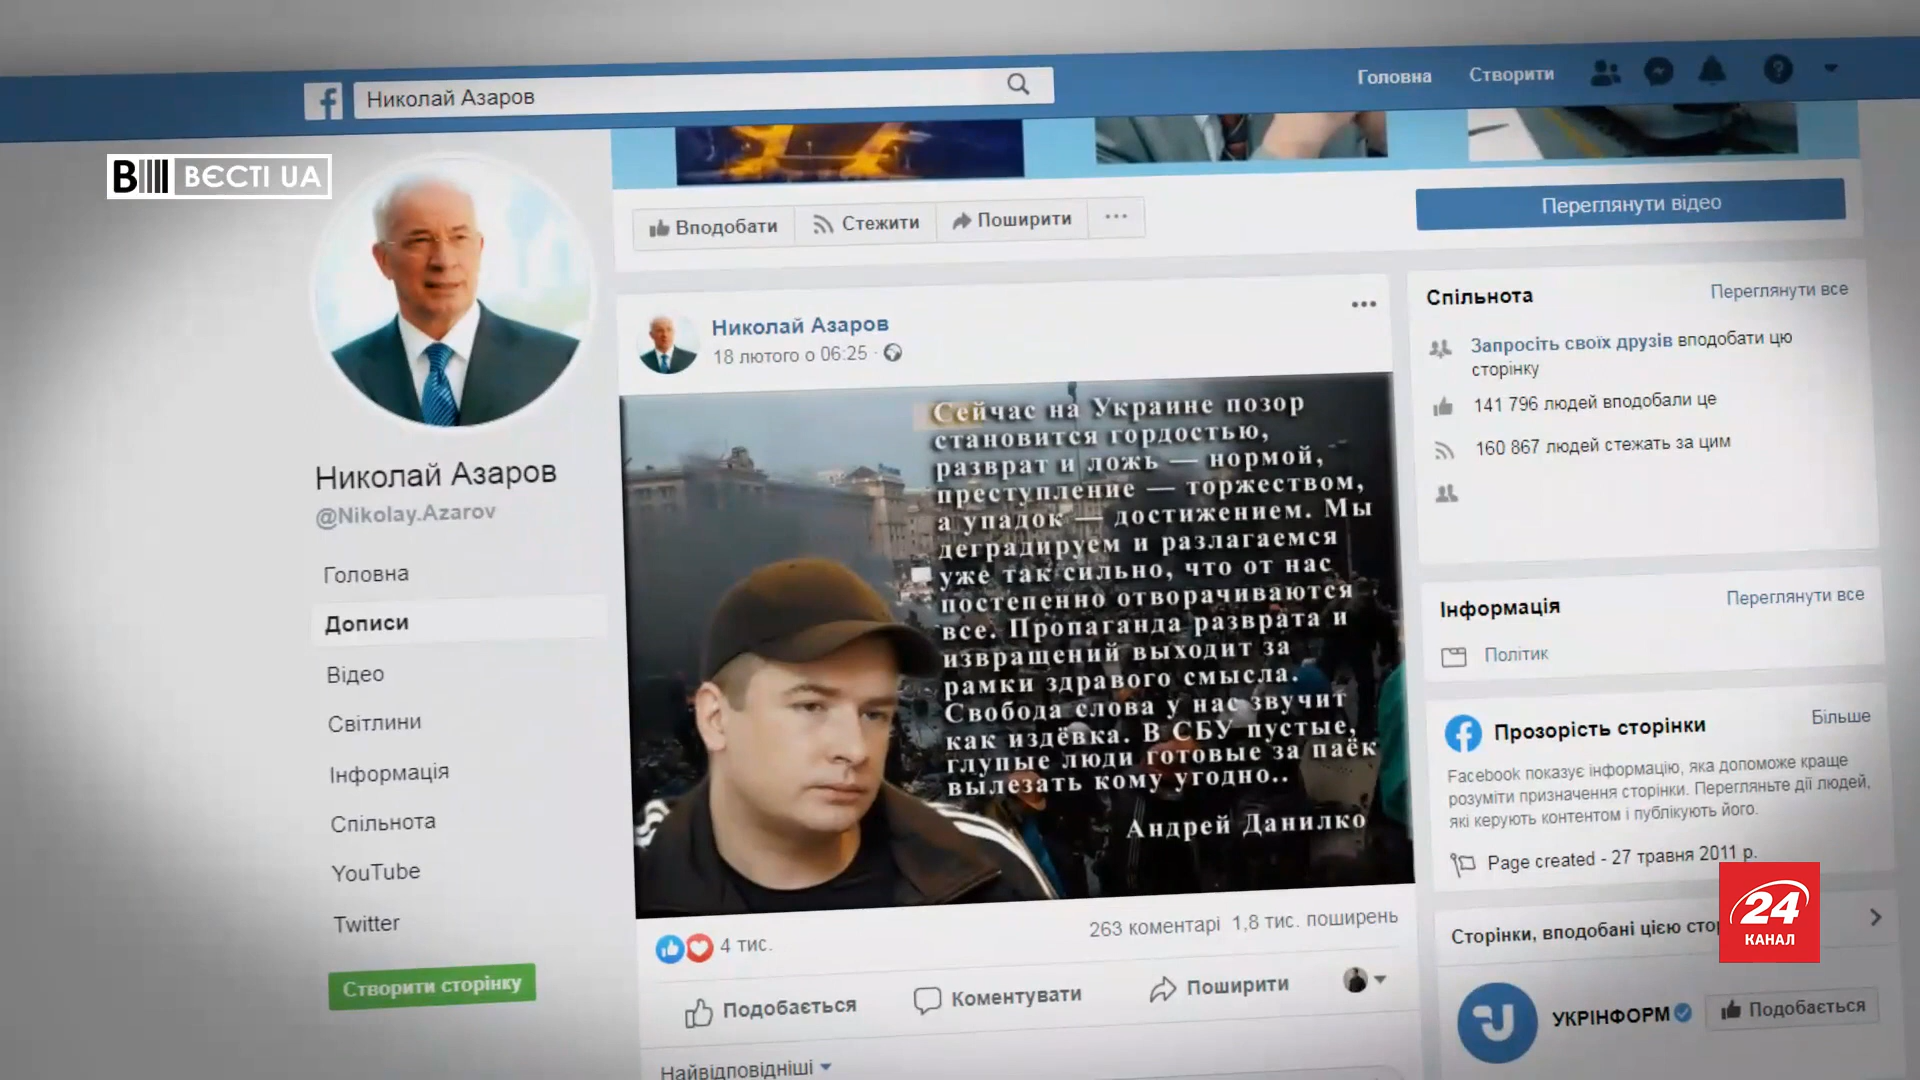 Николай Азаров
Головна
Створити
В ВЄСТІ UA
Вподобати
Стежити
Поширити
Переглянути відео
Николай Азаров
@Nikolay.Azarov
Головна
Дописи
Відео
Світлини
Інформація
Спільнота
YouTube
Twitter
Створити сторінку
Николай Азаров
18 лютого о 06:25
Сейчас на Украине позор
становится гордостью,
разврат и ложь — нормой,
преступление — торжеством,
а упадок — достижением. Мы
деградируем и разлагаемся
уже так сильно, что от нас
постепенно отворачиваются
все. Пропаганда разврата и
извращений выходит за
рамки здравого смысла.
Свобода слова у нас звучит
как издёвка. В СБУ пустые,
глупые люди готовые за паёк
вылезать кому угодно..
Андрей Данилко
4 тис.
263 коментарі 1,8 тис. поширень
Подобається
Коментувати
Поширити
Найвідповідніші
Спільнота
Переглянути все
Запросіть своїх друзів вподобати цю
сторінку
141 796 людей вподобали це
160 867 людей стежать за цим
Інформація
Переглянути все
Політик
Прозорість сторінки
Більше
Facebook показує інформацію, яка допоможе краще
розуміти призначення сторінки. Перегляньте дії людей,
які керують контентом і публікують його.
Page created - 27 травня 2011 р.
Сторінки, вподобані цією
24
КАНАЛ
УКРІНФОРМ
Подобається